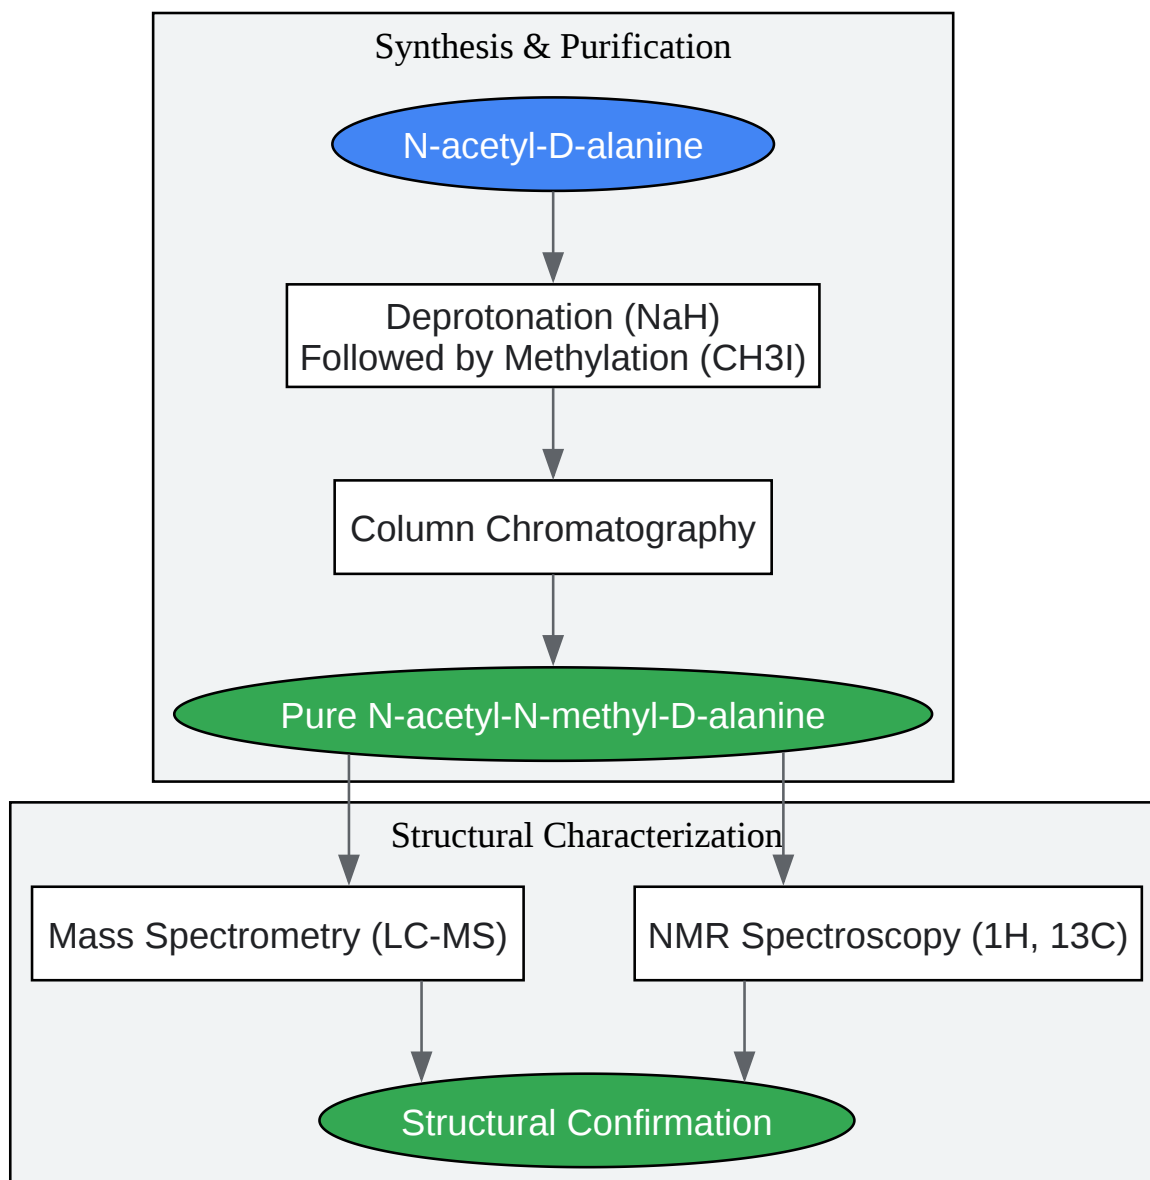 Synthesis & Purification
N-acetyl-D-alanine
Deprotonation (NaH)
Followed by Methylation (CH3I)
Column Chromatography
Pure N-acetyl-N-methyl-D-alanine
Structural Characterization
Mass Spectrometry (LC-MS)
NMR Spectroscopy (1H, 13C)
Structural Confirmation